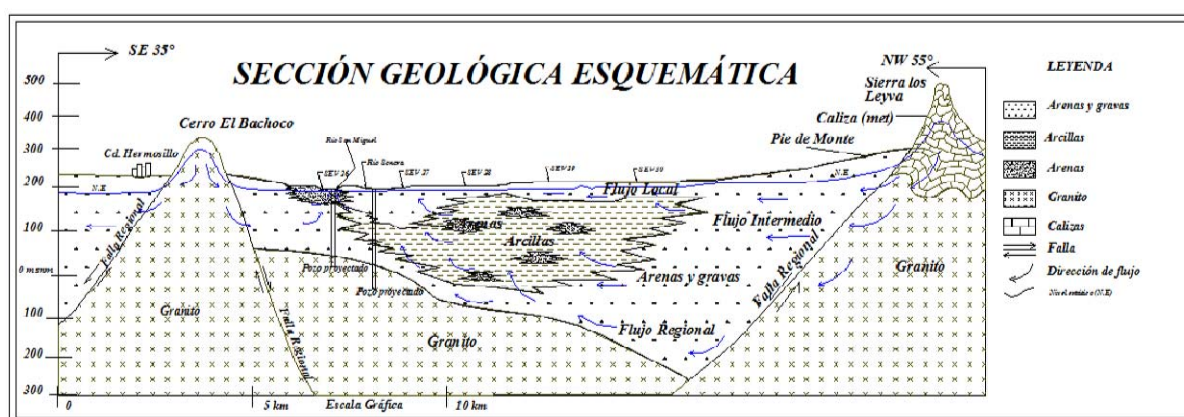 SE 35°
NW 55°
SECCIÓN GEOLÓGICA ESQUEMÁTICA
LEYENDA
Sierra los
Leyva
Caliza (met)
Pie de Monte
Cerro El Bachoco
Cd. Hermosillo
Río San Miguel
Río Sonora
SEV 26
SEV 27
SEV 28
SEV 29
SEV 30
N.E
N.E
500
400
300
200
100
0 msnm
100
200
300
Flujo Local
Flujo Intermedio
Arenas
Arcillas
Arenas y gravas
Flujo Regional
Falla Regional
Falla Regional
Falla Regional
Pozo proyectado
Pozo proyectado
Granito
Granito
Granito
0
5 km
Escala Gráfica
10 km
Arenas y gravas
Arcillas
Arenas
Granito
Calizas
Falla
Dirección de flujo
Nivel estático (N.E)